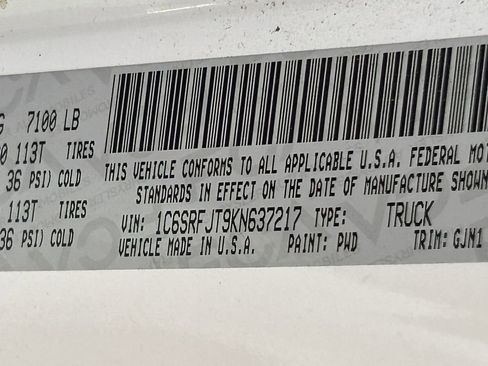 G 7100 LB
0 113T TIRES
36 PSI) COLD
113T TIRES
36 PSI) COLD
THIS VEHICLE CONFORMS TO ALL APPLICABLE U.S.A. FEDERAL MOT
STANDARDS IN EFFECT ON THE DATE OF MANUFACTURE SHOWN
VIN: 1C6SRFJT9KN637217 TYPE: TRUCK
VEHICLE MADE IN U.S.A. PAINT: PWD TRIM: GJN1